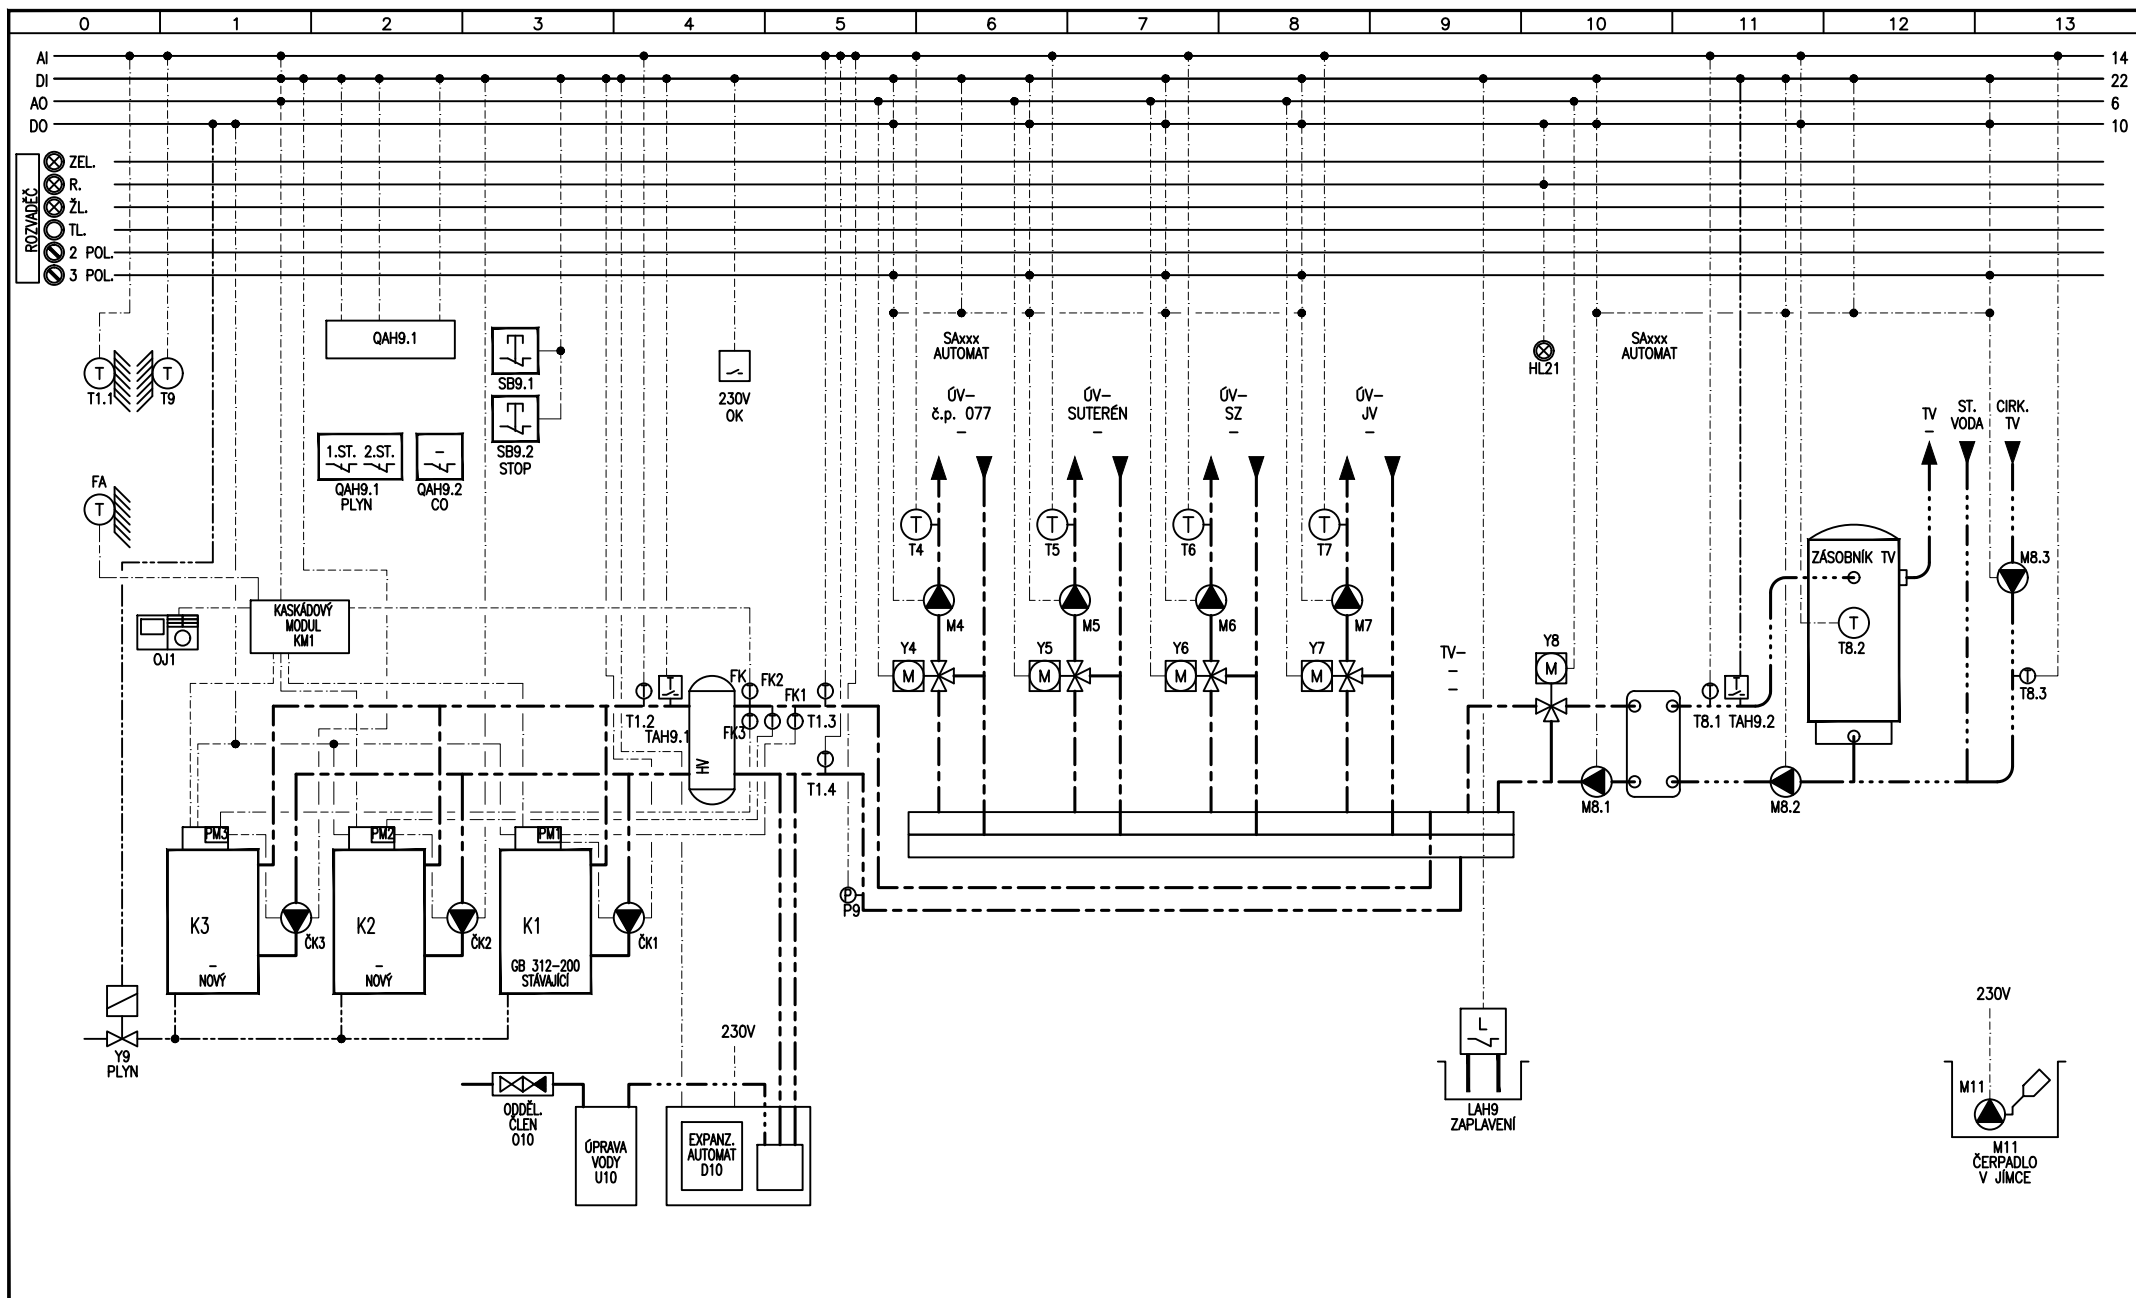 0 1 2 3 4 5 6 7 8 9 10 11 12 13
AI 14
DI 22
AO 6
DO 10
ROZVADĚČ
ZEL.
R.
ŽL.
TL.
2 POL.
3 POL.
QAH9.1
SB9.1
SB9.2
STOP
230V
OK
SAxxx
AUTOMAT
HL21
SAxxx
AUTOMAT
T T
T1.1 T9
ÚV-
č.p. 077
-
ÚV-
SUTERÉN
-
ÚV-
SZ
-
ÚV-
JV
-
TV
-
ST.
VODA
CIRK.
TV
1.ST. 2.ST.
QAH9.1
PLYN
-
QAH9.2
CO
FA
T
T T T T
T4 T5 T6 T7
ZÁSOBNÍK TV
M8.3
KASKÁDOVÝ
MODUL
KM1
OJ1
M4 M5 M6 M7
T
T8.2
Y4 Y5 Y6 Y7
M M M M
TV-
-
-
Y8
M
T
T8.3
T T FK FK2 T
FK1
T1.2 TAH9.1 FK3 T1.3
T T
T8.1 TAH9.2
HV
T
T1.4
M8.1 M8.2
PM3 PM2 PM1
K3
-
NOVÝ
ČK3
K2
-
NOVÝ
ČK2
K1
GB 312-200
STÁVAJÍCÍ
ČK1
P
P9
Y9
PLYN
230V
L
LAH9
ZAPLAVENÍ
230V
M11
M11
ČERPADLO
V JÍMCE
ODDĚL.
ČLEN
O10
ÚPRAVA
VODY
U10
EXPANZ.
AUTOMAT
D10